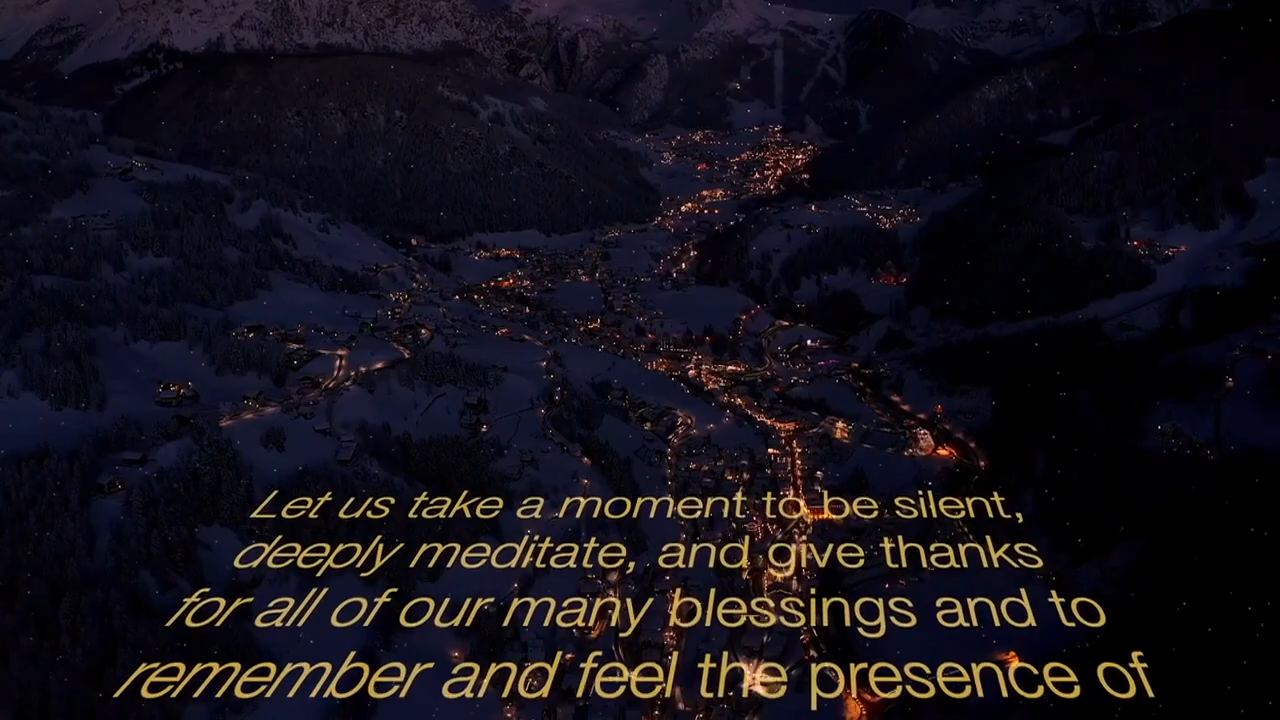 Let us take a moment to be silent,
deeply meditate, and give thanks
for all of our many blessings and to
remember and feel the presence of